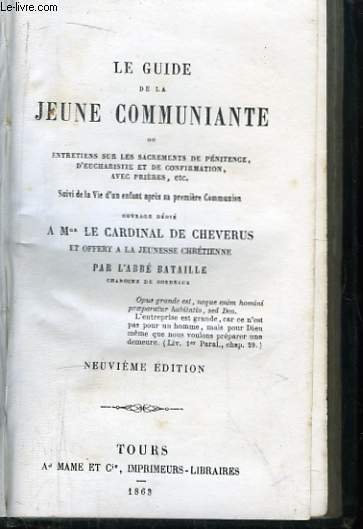 LE GUIDE
DE LA
JEUNE COMMUNIANTE
OU
ENTRETIENS SUR LES SACREMENTS DE PÉNITENCE,
D'EUCHARISTIE ET DE CONFIRMATION,
AVEC PRIÈRES, etc.
Suivi de la Vie d'un enfant après sa première Communion
OUVRAGE DÉDIÉ
A Mgr LE CARDINAL DE CHEVERUS
ET OFFERT A LA JEUNESSE CHRÉTIENNE
PAR L'ABBÉ BATAILLE
CHANOINE DE BORDEAUX
Opus grande est, neque enim homini
præparatur habitatio, sed Deo.
L'entreprise est grande, car ce n'est
pas pour un homme, mais pour Dieu
même que nous voulons préparer une
demeure. (Liv. 1er Paral., chap. 29.)
NEUVIÈME ÉDITION
TOURS
Ad MAME ET Cie, IMPRIMEURS-LIBRAIRES
1863